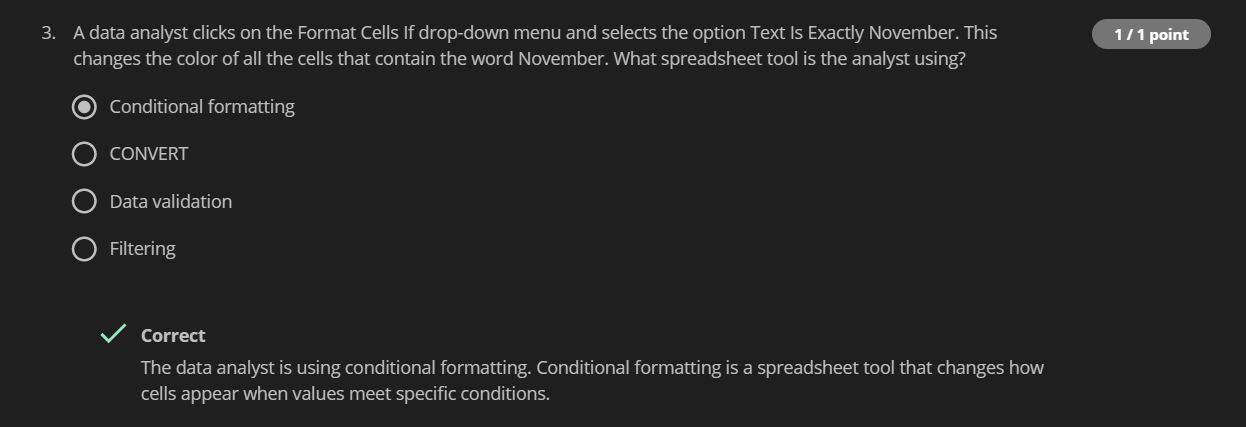 3. A data analyst clicks on the Format Cells If drop-down menu and selects the option Text Is Exactly November. This
1 / 1 point
changes the color of all the cells that contain the word November. What spreadsheet tool is the analyst using?
Conditional formatting
CONVERT
Data validation
Filtering
Correct
The data analyst is using conditional formatting. Conditional formatting is a spreadsheet tool that changes how
cells appear when values meet specific conditions.